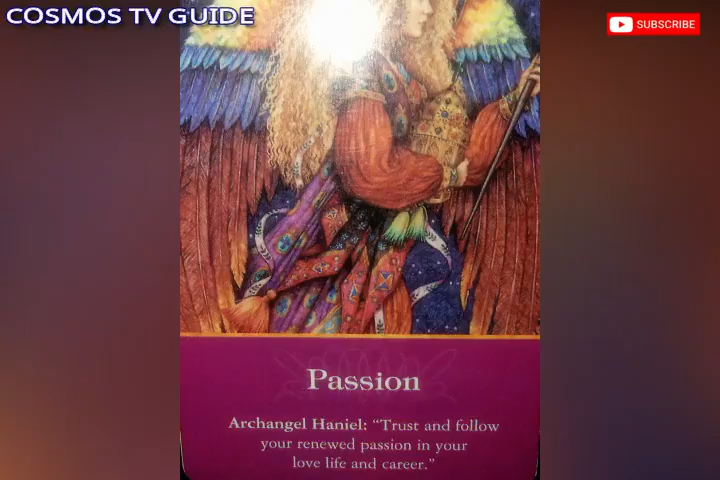 COSMOS TV GUIDE
SUBSCRIBE
Passion
Archangel Haniel: “Trust and follow
your renewed passion in your
love life and career.”